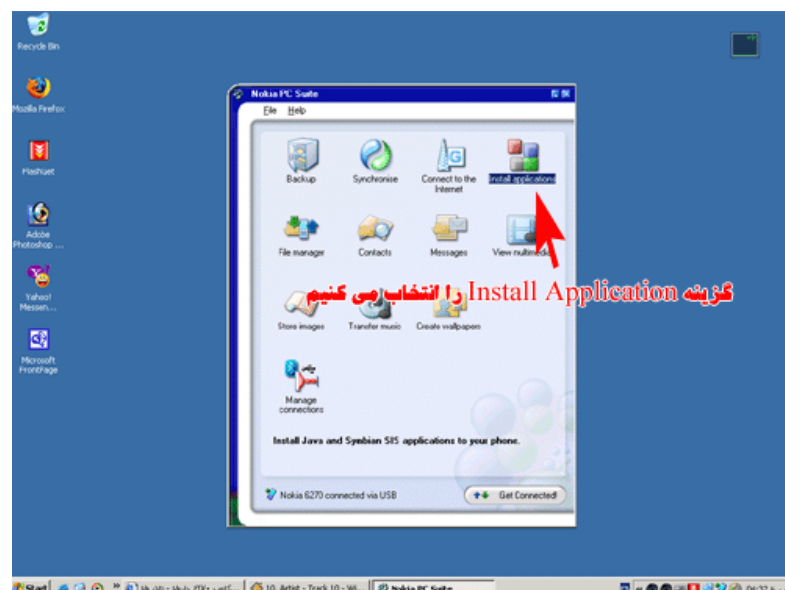 Recycle Bin
Mozilla Firefox
FlashGet
Adobe
Photoshop ...
Yahoo!
Messen...
Microsoft
FrontPage
Nokia PC Suite
File Help
Backup
Synchronise
Connect to the
Internet
Install applications
File manager
Contacts
Messages
View multimedia
گزینه Install Application را انتخاب می کنیم
Store images
Transfer music
Create wallpapers
Manage
connections
Install Java and Symbian SIS applications to your phone.
Nokia 6270 connected via USB
Get Connected!
Start
10. Artist - Track 10 - Wi...
Nokia PC Suite